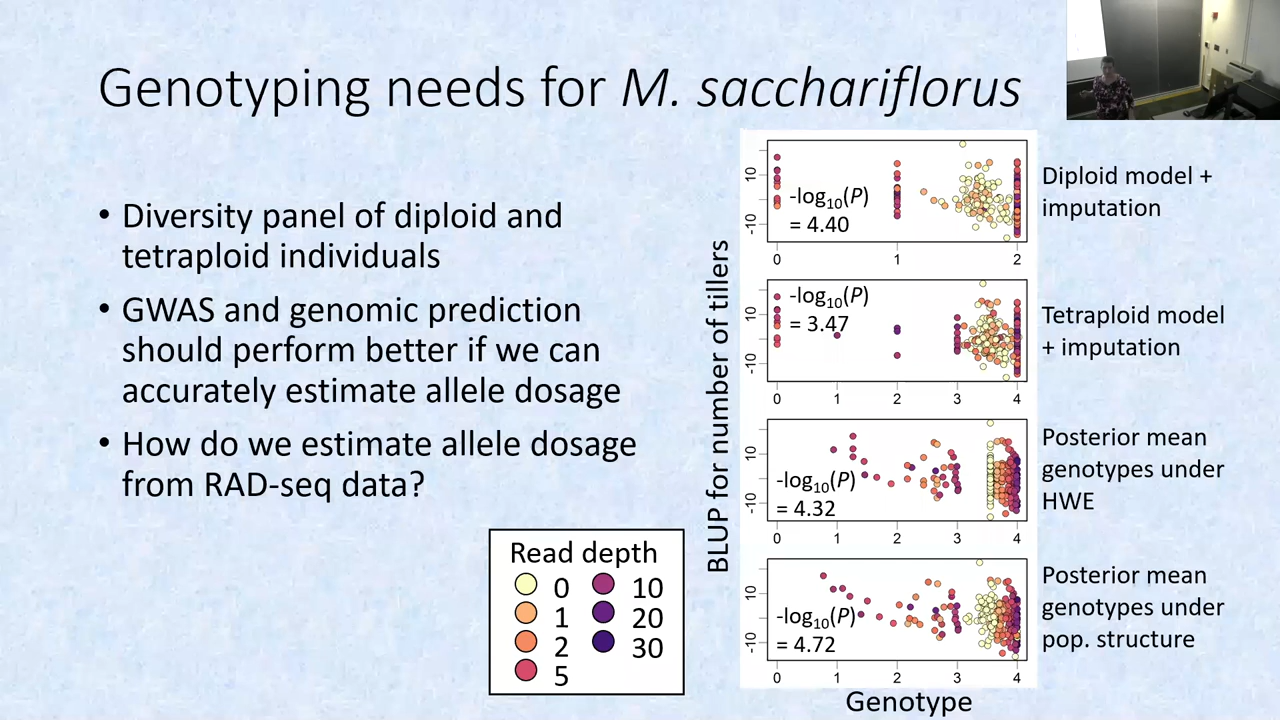 Genotyping needs for M. sacchariflorus
• Diversity panel of diploid and
tetraploid individuals
• GWAS and genomic prediction
should perform better if we can
accurately estimate allele dosage
• How do we estimate allele dosage
from RAD-seq data?
Read depth
0 10
1 20
2 30
5
BLUP for number of tillers
10
-10
-log10(P)
= 4.40
0 1 2
Diploid model +
imputation
10
-10
-log10(P)
= 3.47
0 1 2 3 4
Tetraploid model
+ imputation
10
-10
-log10(P)
= 4.32
0 1 2 3 4
Posterior mean
genotypes under
HWE
10
-10
-log10(P)
= 4.72
0 1 2 3 4
Posterior mean
genotypes under
pop. structure
Genotype